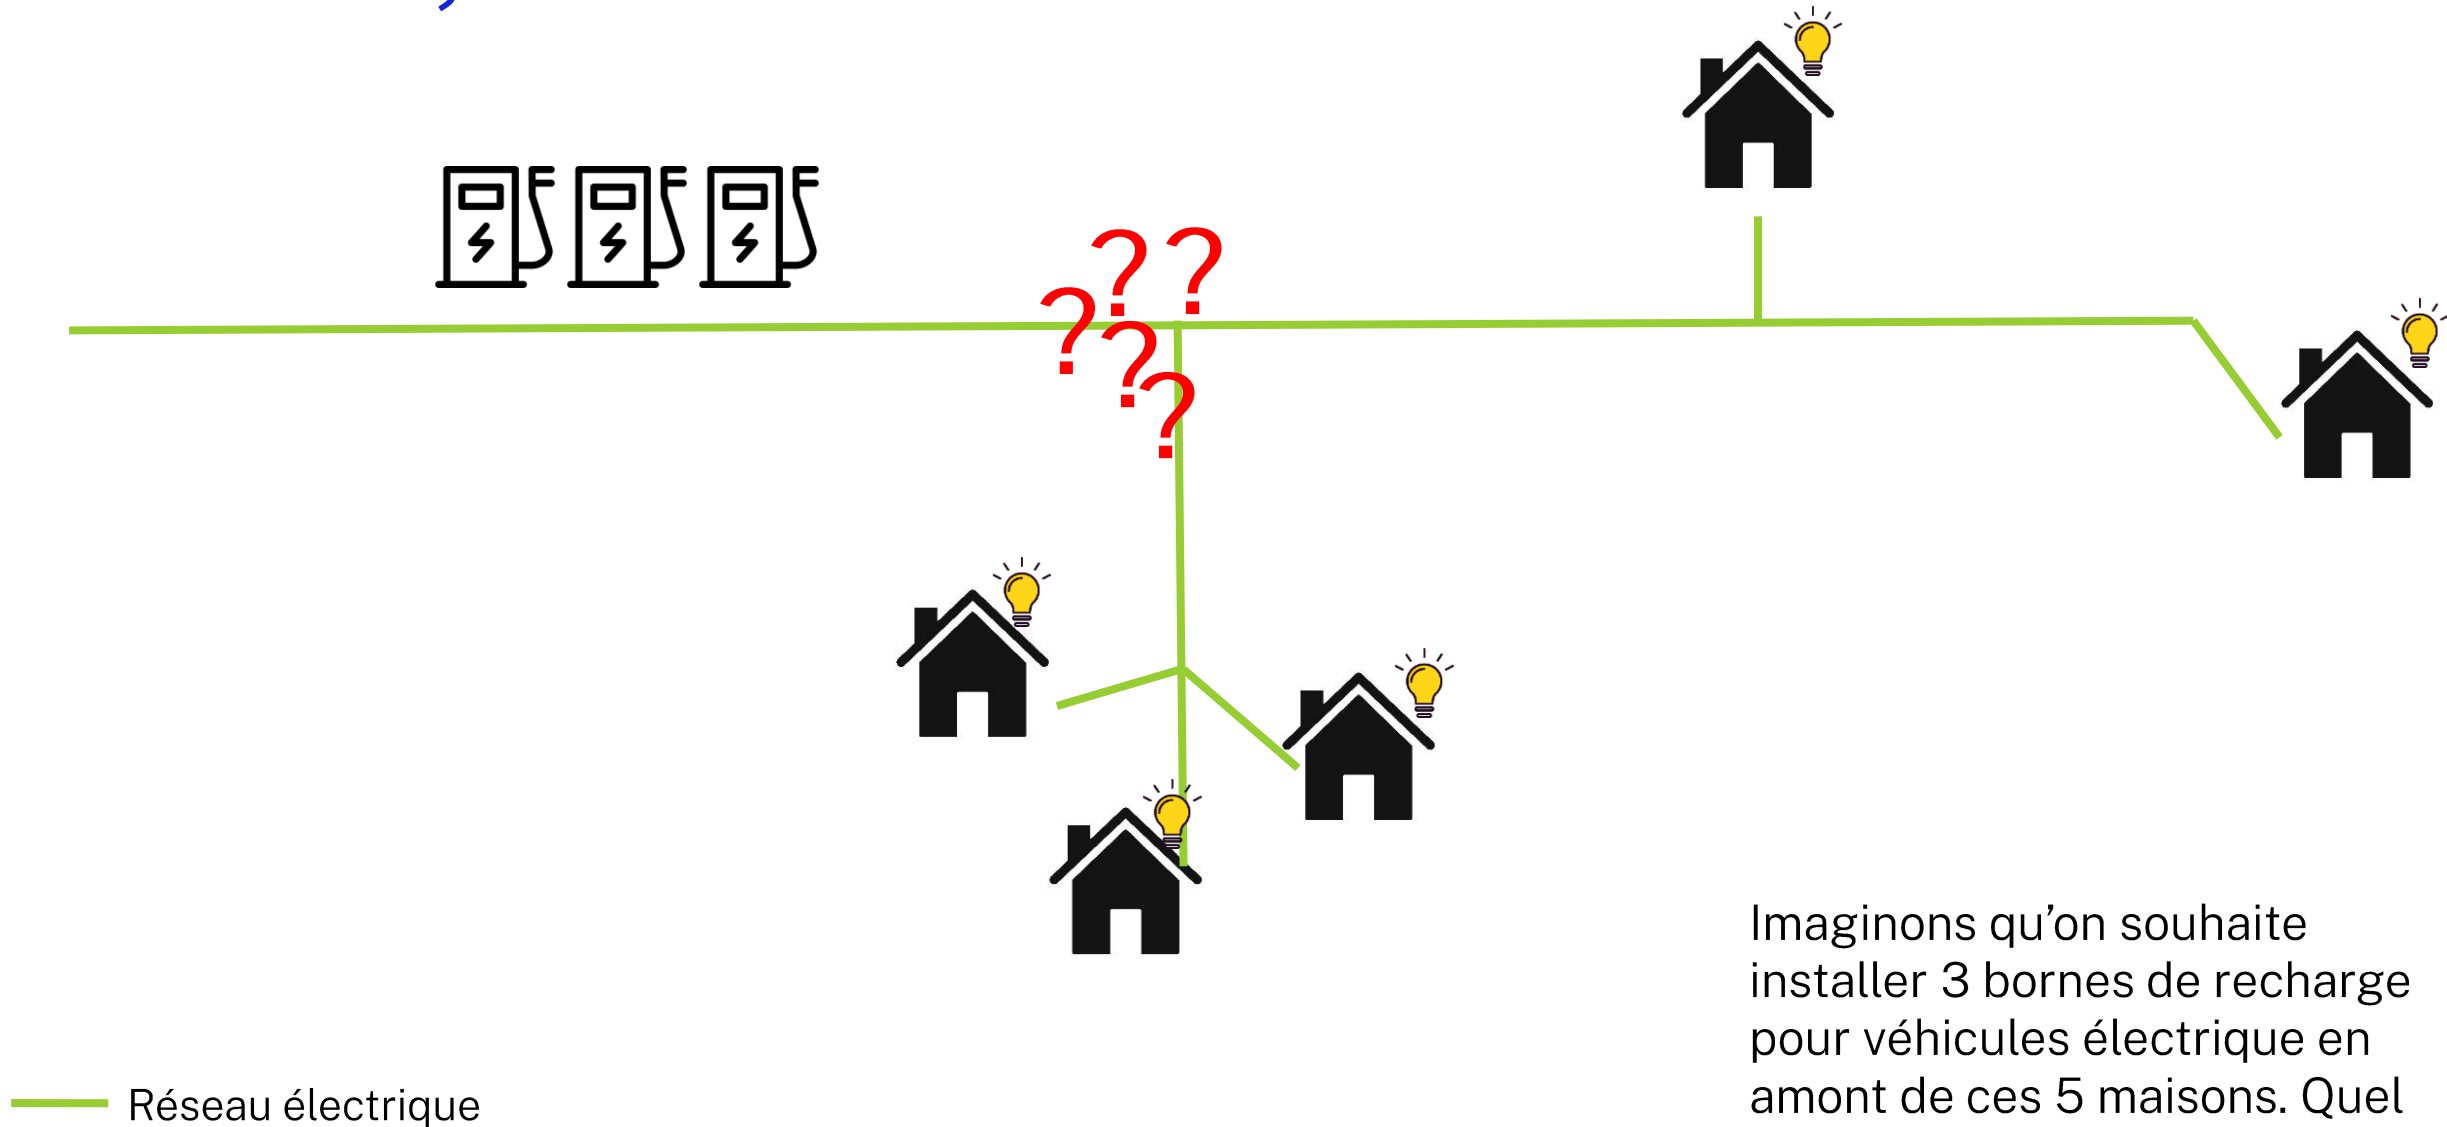 ? ?
?
?
?
Imaginons qu’on souhaite
installer 3 bornes de recharge
pour véhicules électrique en
amont de ces 5 maisons. Quel
Réseau électrique